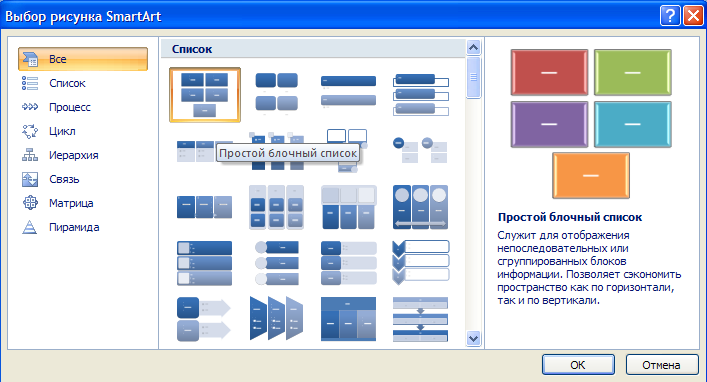 Выбор рисунка SmartArt
Все
Список
Процесс
Цикл
Иерархия
Связь
Матрица
Пирамида
Список
Простой блочный список
Простой блочный список
Служит для отображения
непоследовательных или
сгруппированных блоков
информации. Позволяет сэкономить
пространство как по горизонтали,
так и по вертикали.
ОК
Отмена